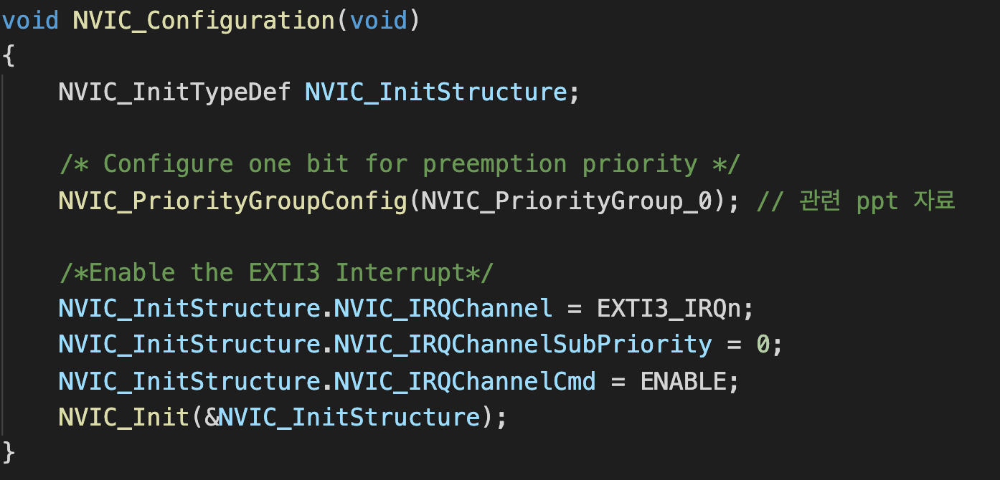 void NVIC_Configuration(void)
{
    NVIC_InitTypeDef NVIC_InitStructure;
    /* Configure one bit for preemption priority */
    NVIC_PriorityGroupConfig(NVIC_PriorityGroup_0); // 관련 ppt 자료
    /*Enable the EXTI3 Interrupt*/
    NVIC_InitStructure.NVIC_IRQChannel = EXTI3_IRQn;
    NVIC_InitStructure.NVIC_IRQChannelSubPriority = 0;
    NVIC_InitStructure.NVIC_IRQChannelCmd = ENABLE;
    NVIC_Init(&NVIC_InitStructure);
}